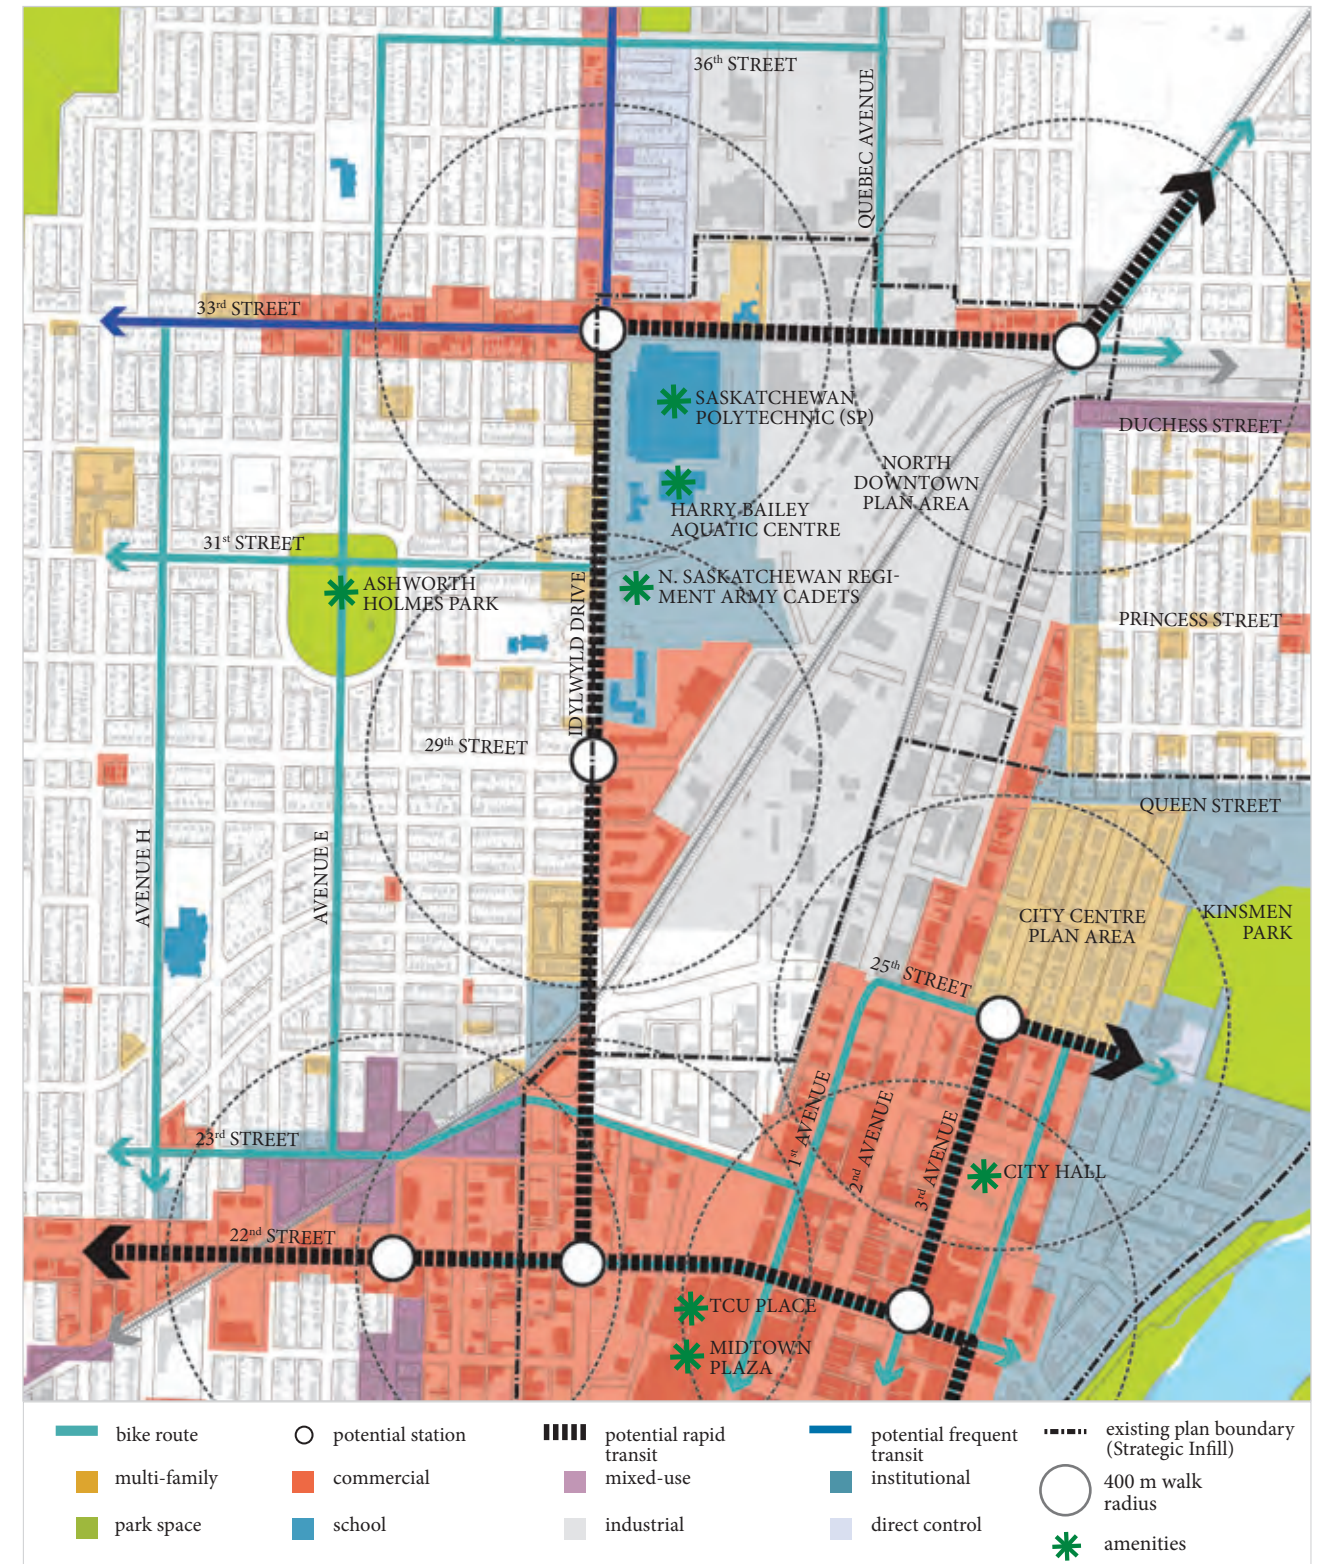 36th STREET
QUEBEC AVENUE
33rd STREET
SASKATCHEWAN
POLYTECHNIC (SP)
DUCHESS STREET
NORTH
DOWNTOWN
PLAN AREA
HARRY BAILEY
AQUATIC CENTRE
31st STREET
ASHWORTH
HOLMES PARK
N. SASKATCHEWAN REGI-
MENT ARMY CADETS
IDYLWYLD DRIVE
PRINCESS STREET
29th STREET
QUEEN STREET
AVENUE H
AVENUE E
CITY CENTRE
PLAN AREA
KINSMEN
PARK
25th STREET
1st AVENUE
2nd AVENUE
3rd AVENUE
23rd STREET
CITY HALL
22nd STREET
TCU PLACE
MIDTOWN
PLAZA
bike route
potential station
potential rapid
transit
potential frequent
transit
existing plan boundary
(Strategic Infill)
multi-family
commercial
mixed-use
institutional
400 m walk
radius
park space
school
industrial
direct control
amenities